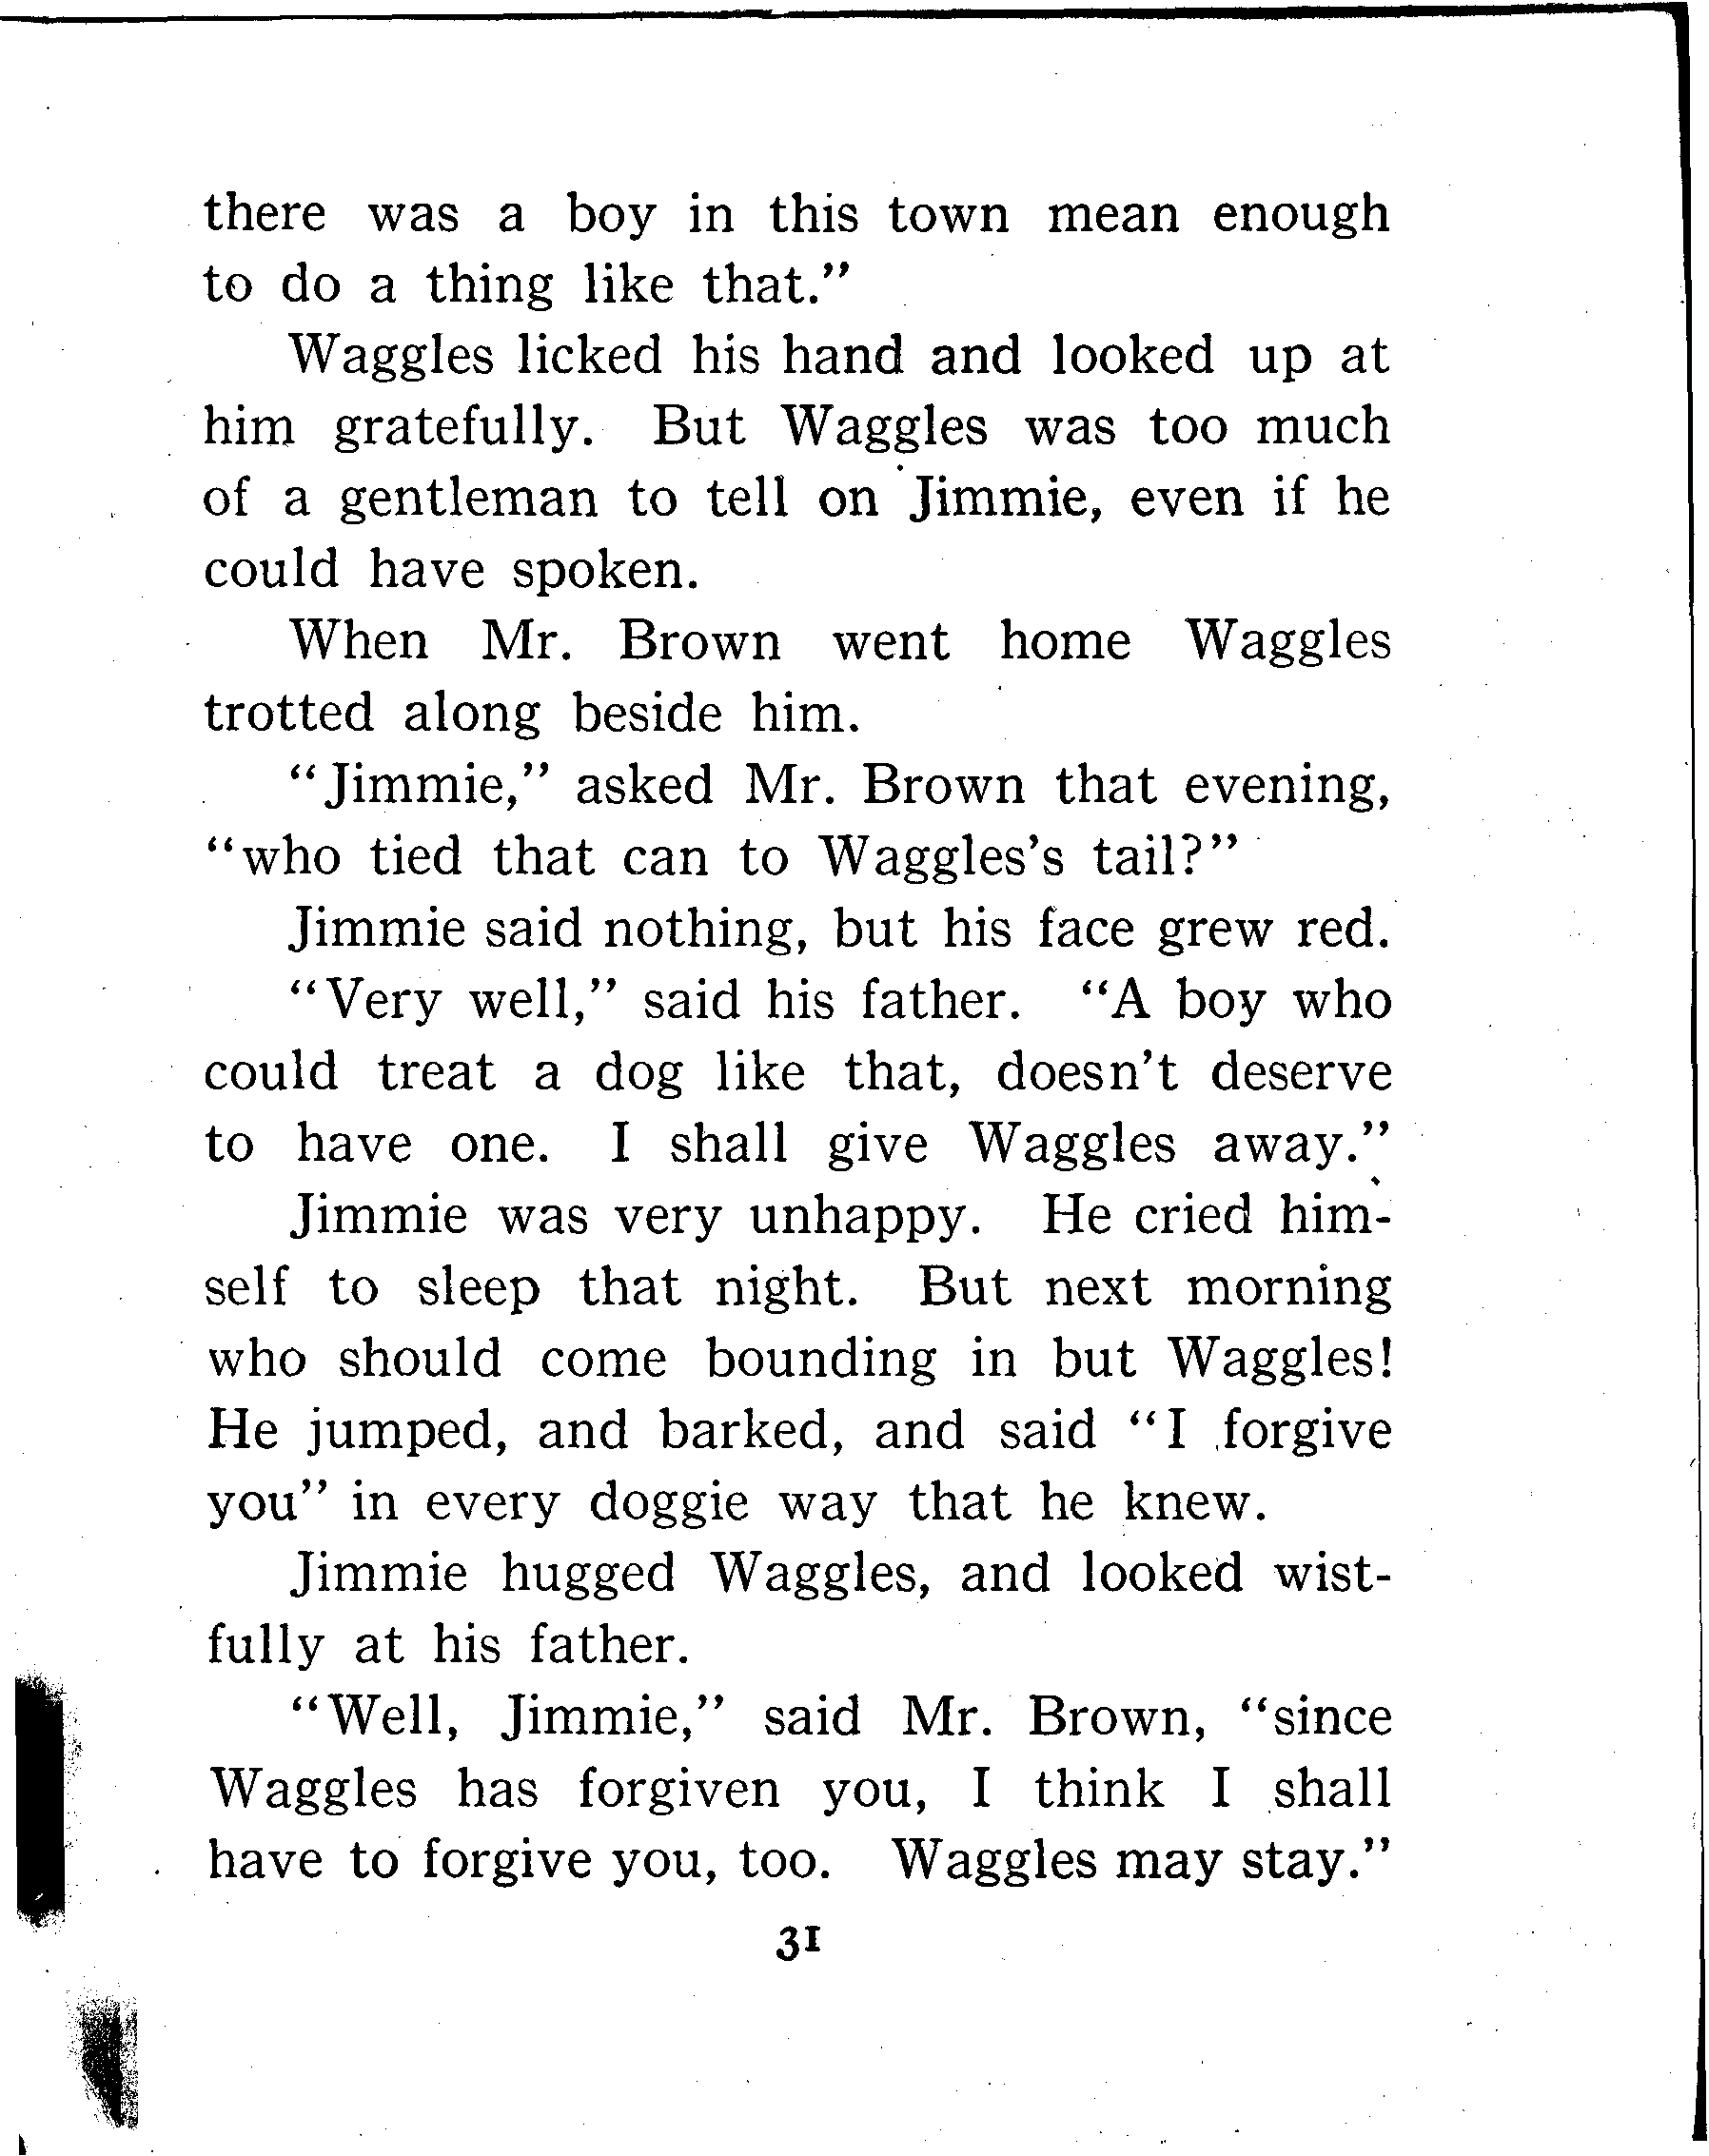 there was a boy in this town mean enough
to do a thing like that."
Waggles licked his hand and looked up at
him gratefully. But Waggles was too much
of a gentleman to tell on Jimmie, even if he
could have spoken.
When Mr. Brown went home Waggles
trotted along beside him.
"Jimmie," asked Mr. Brown that evening,
"who tied that can to Waggles's tail?"
Jimmie said nothing, but his face grew red.
"Very well," said his father. "A boy who
could treat a dog like that, doesn't deserve
to have one. I shall give Waggles away."
Jimmie was very unhappy. He cried him-
self to sleep that night. But next morning
who should come bounding in but Waggles!
He jumped, and barked, and said "I forgive
you" in every doggie way that he knew.
Jimmie hugged Waggles, and looked wist-
fully at his father.
"Well, Jimmie," said Mr. Brown, "since
Waggles has forgiven you, I think I shall
have to forgive you, too. Waggles may stay."
31